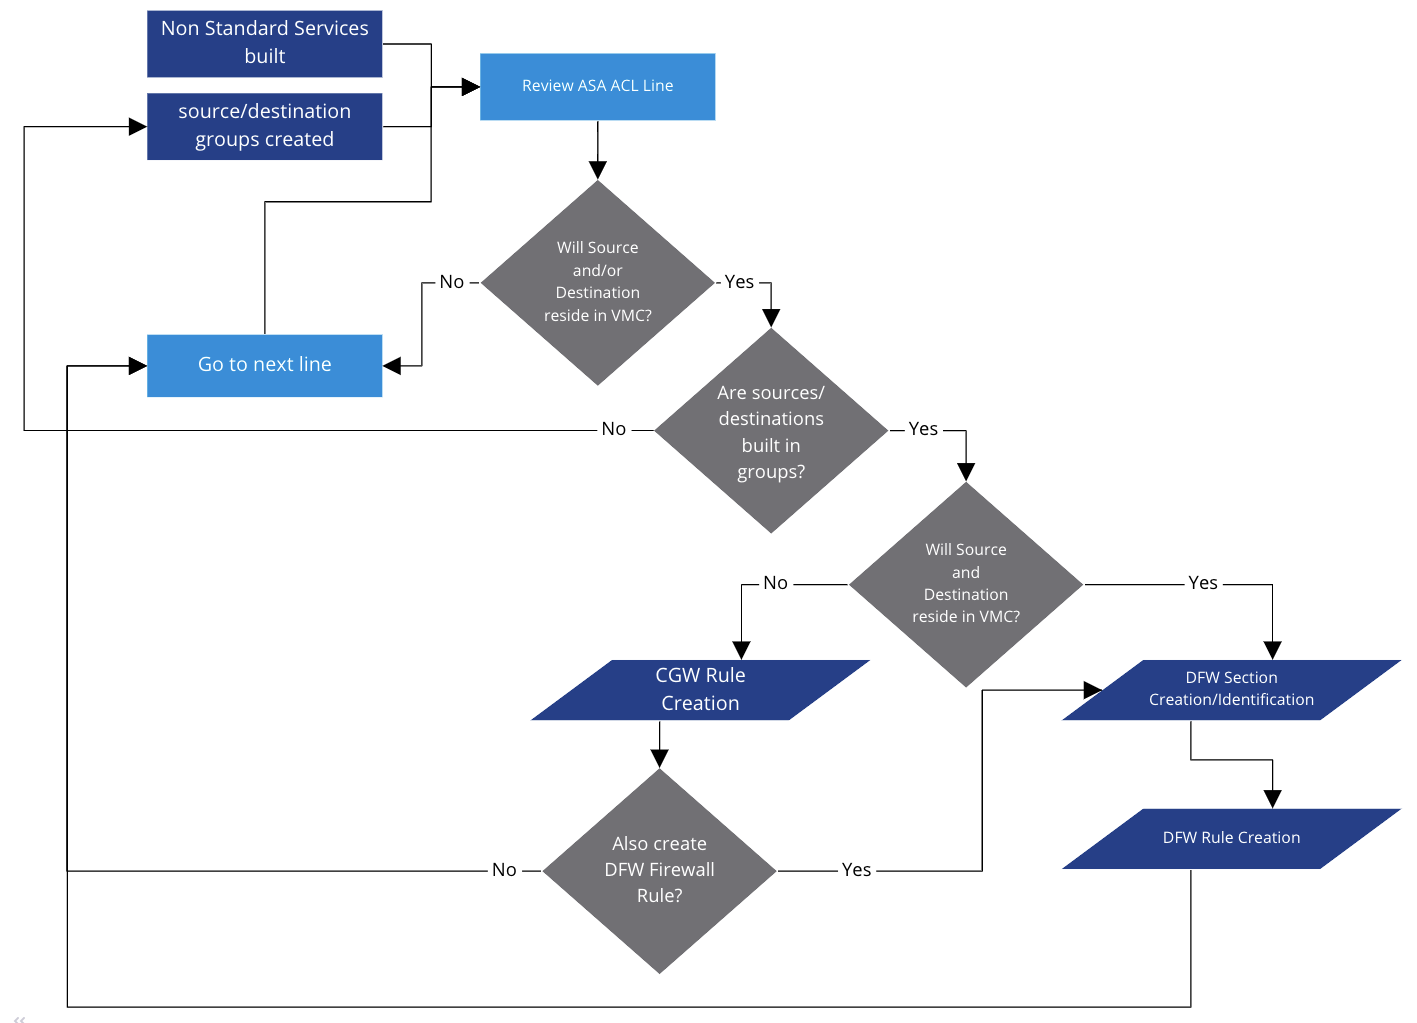 Non Standard Services
built
source/destination
groups created
Review ASA ACL Line
Will Source
and/or
Destination
reside in VMC?
No
Yes
Go to next line
Are sources/
destinations
built in
groups?
No
Yes
Will Source
and
Destination
reside in VMC?
No
Yes
CGW Rule
Creation
DFW Section
Creation/Identification
Also create
DFW Firewall
Rule?
No
Yes
DFW Rule Creation
“